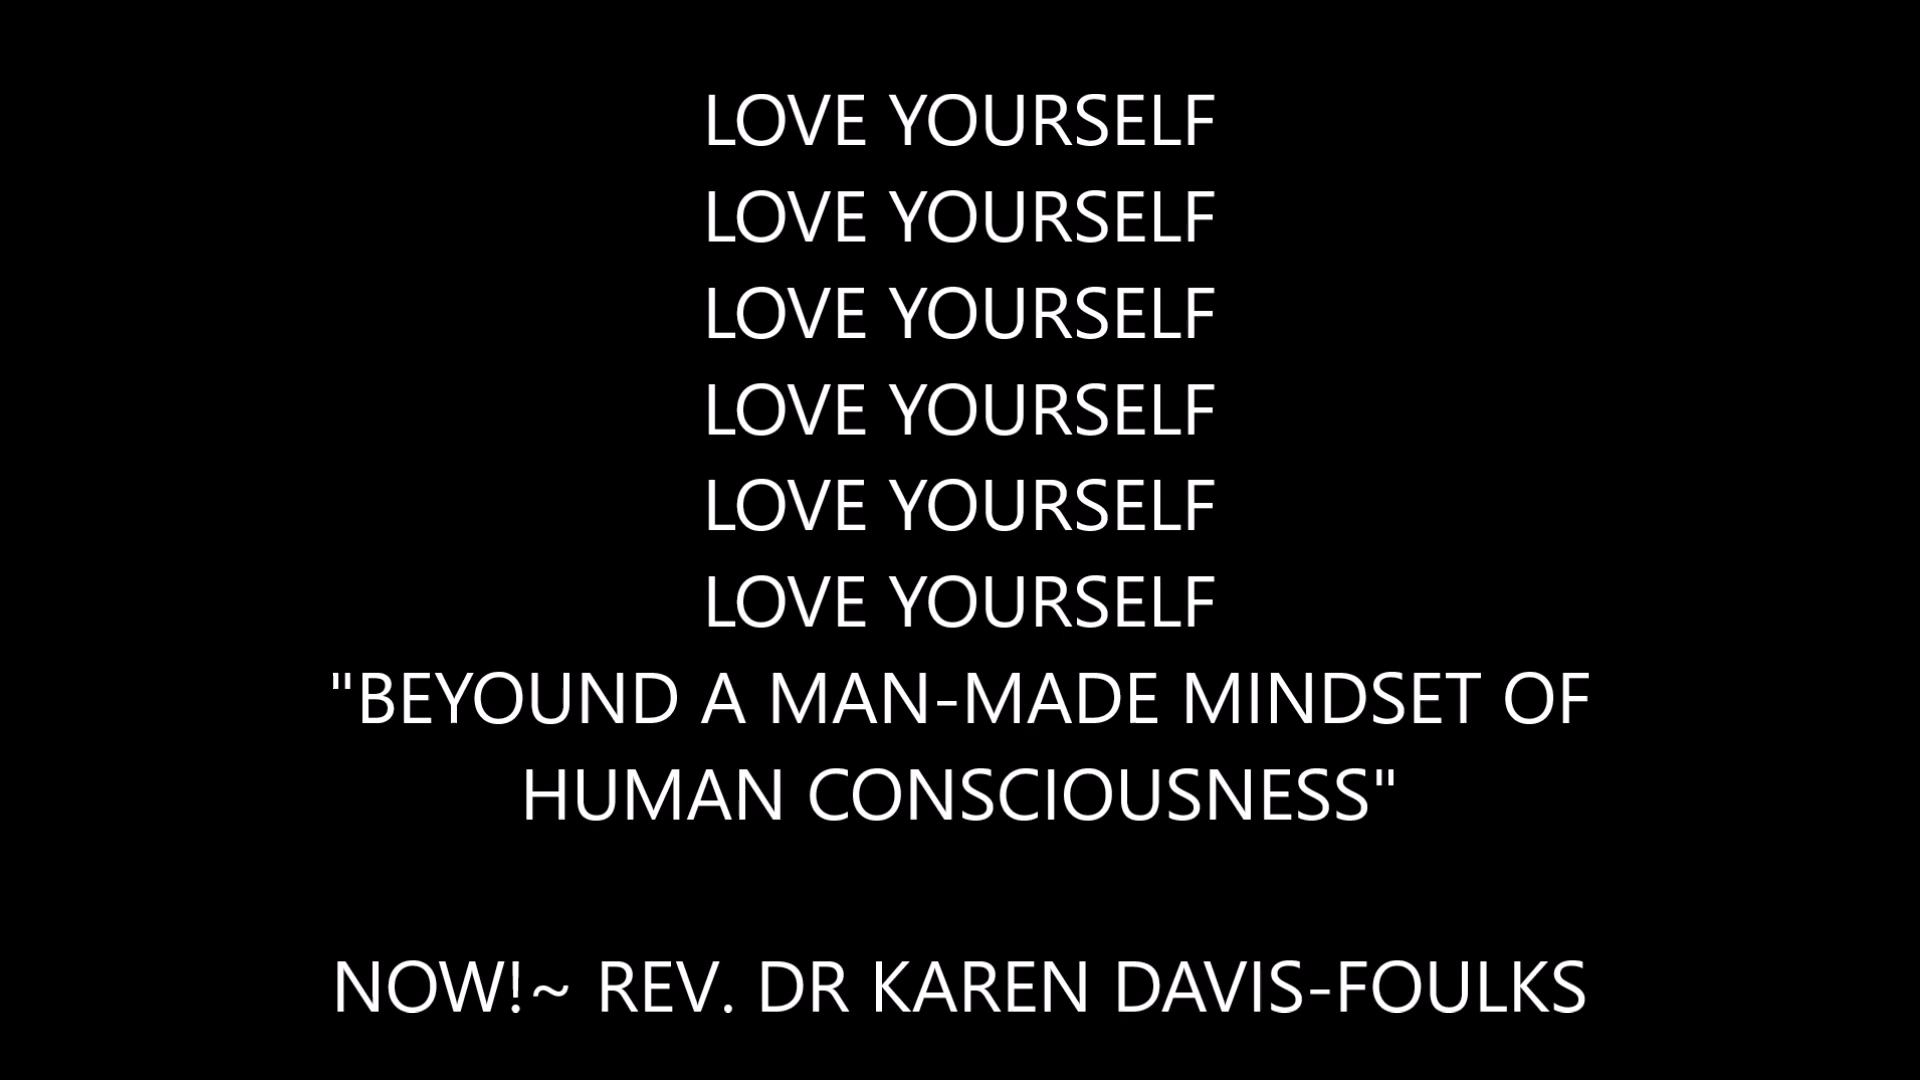 LOVE YOURSELF
LOVE YOURSELF
LOVE YOURSELF
LOVE YOURSELF
LOVE YOURSELF
LOVE YOURSELF
"BEYOUND A MAN-MADE MINDSET OF
HUMAN CONSCIOUSNESS"
NOW!~ REV. DR KAREN DAVIS-FOULKS